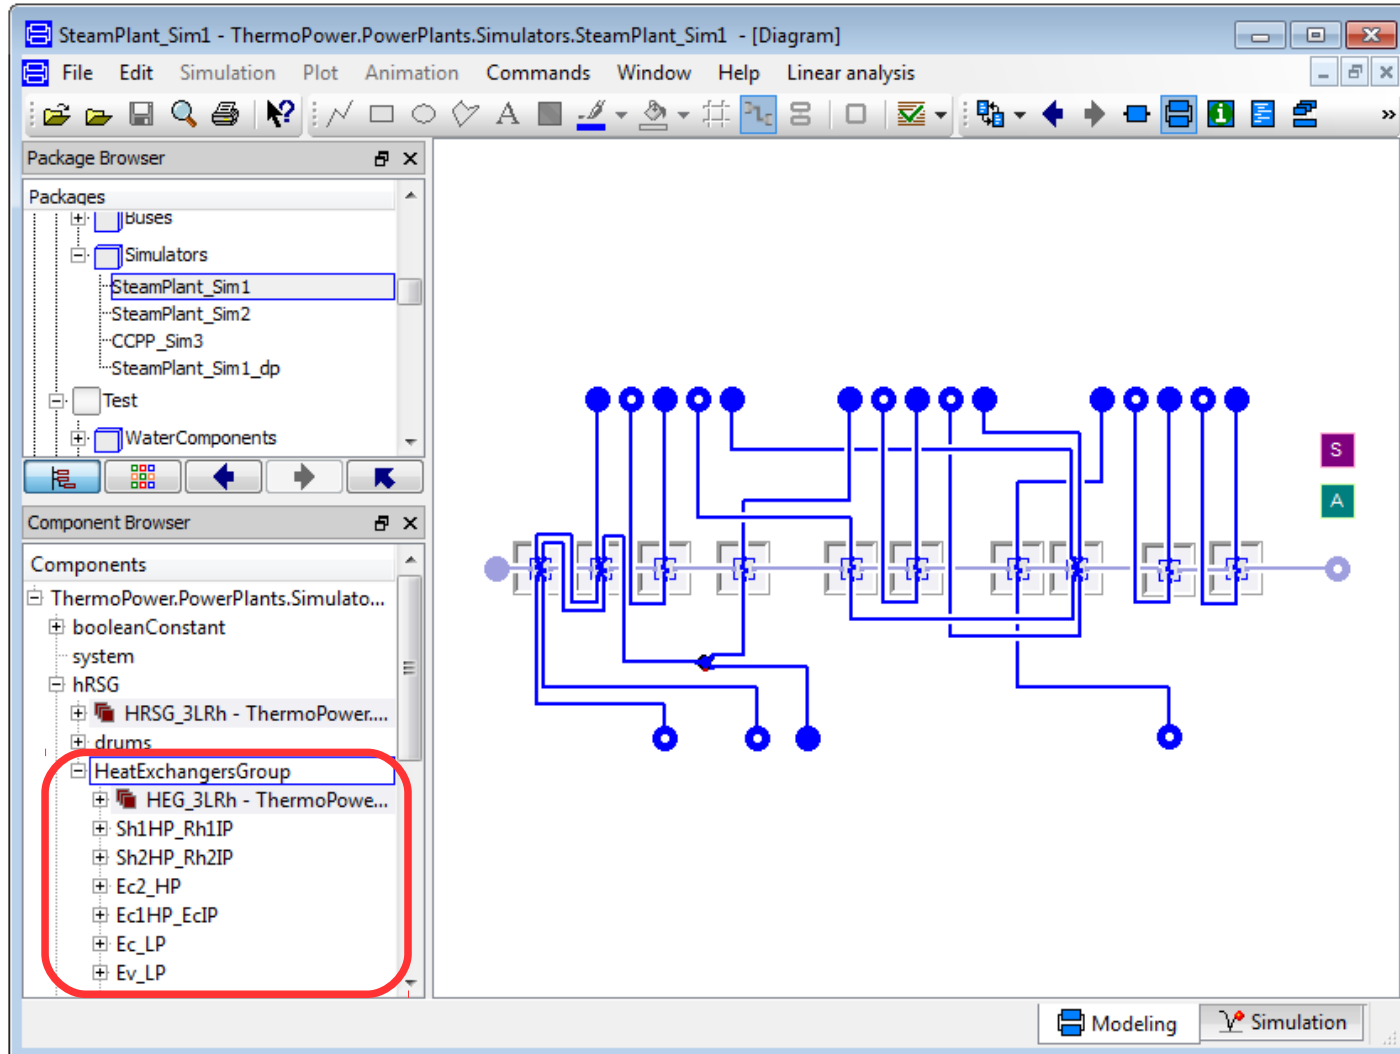 SteamPlant_Sim1 - ThermoPower.PowerPlants.Simulators.SteamPlant_Sim1 - [Diagram]
File Edit Simulation Plot Animation Commands Window Help Linear analysis
Package Browser
Packages
Buses
Simulators
SteamPlant_Sim1
SteamPlant_Sim2
CCPP_Sim3
SteamPlant_Sim1_dp
Test
WaterComponents
Component Browser
Components
ThermoPower.PowerPlants.Simulato...
booleanConstant
system
hRSG
HRSG_3LRh - ThermoPower....
drums
HeatExchangersGroup
HEG_3LRh - ThermoPowe...
Sh1HP_Rh1IP
Sh2HP_Rh2IP
Ec2_HP
Ec1HP_EcIP
Ec_LP
Ev_LP
S
A
Modeling Simulation